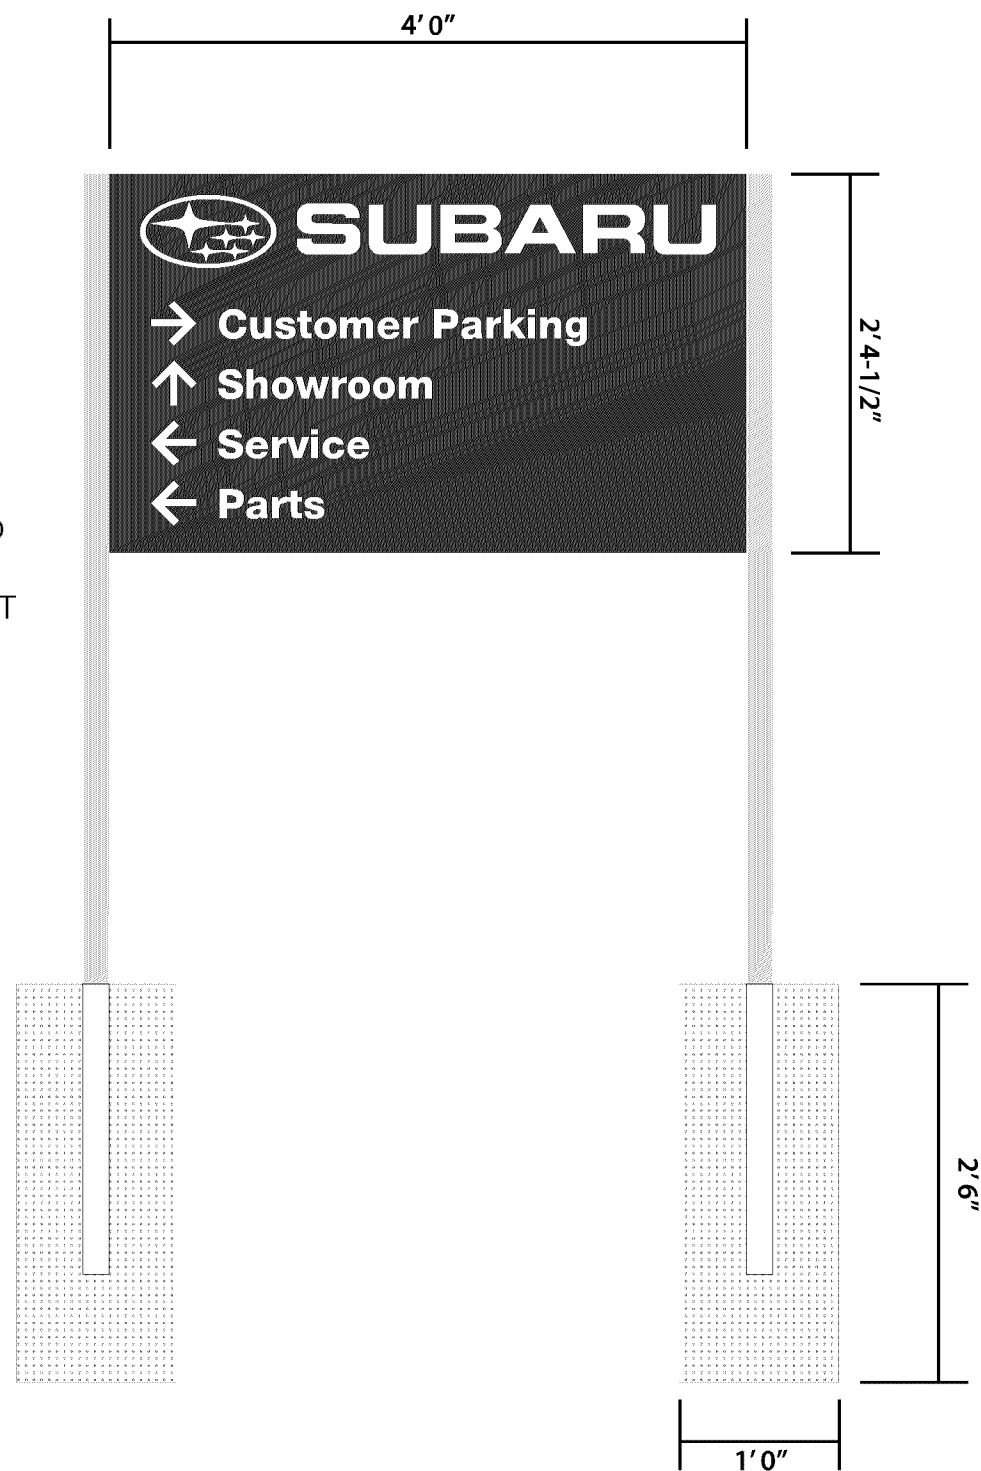 4' 0"
SUBARU
→ Customer Parking
↑ Showroom
← Service
← Parts
2' 4-1/2"
T
2' 6"
1' 0"